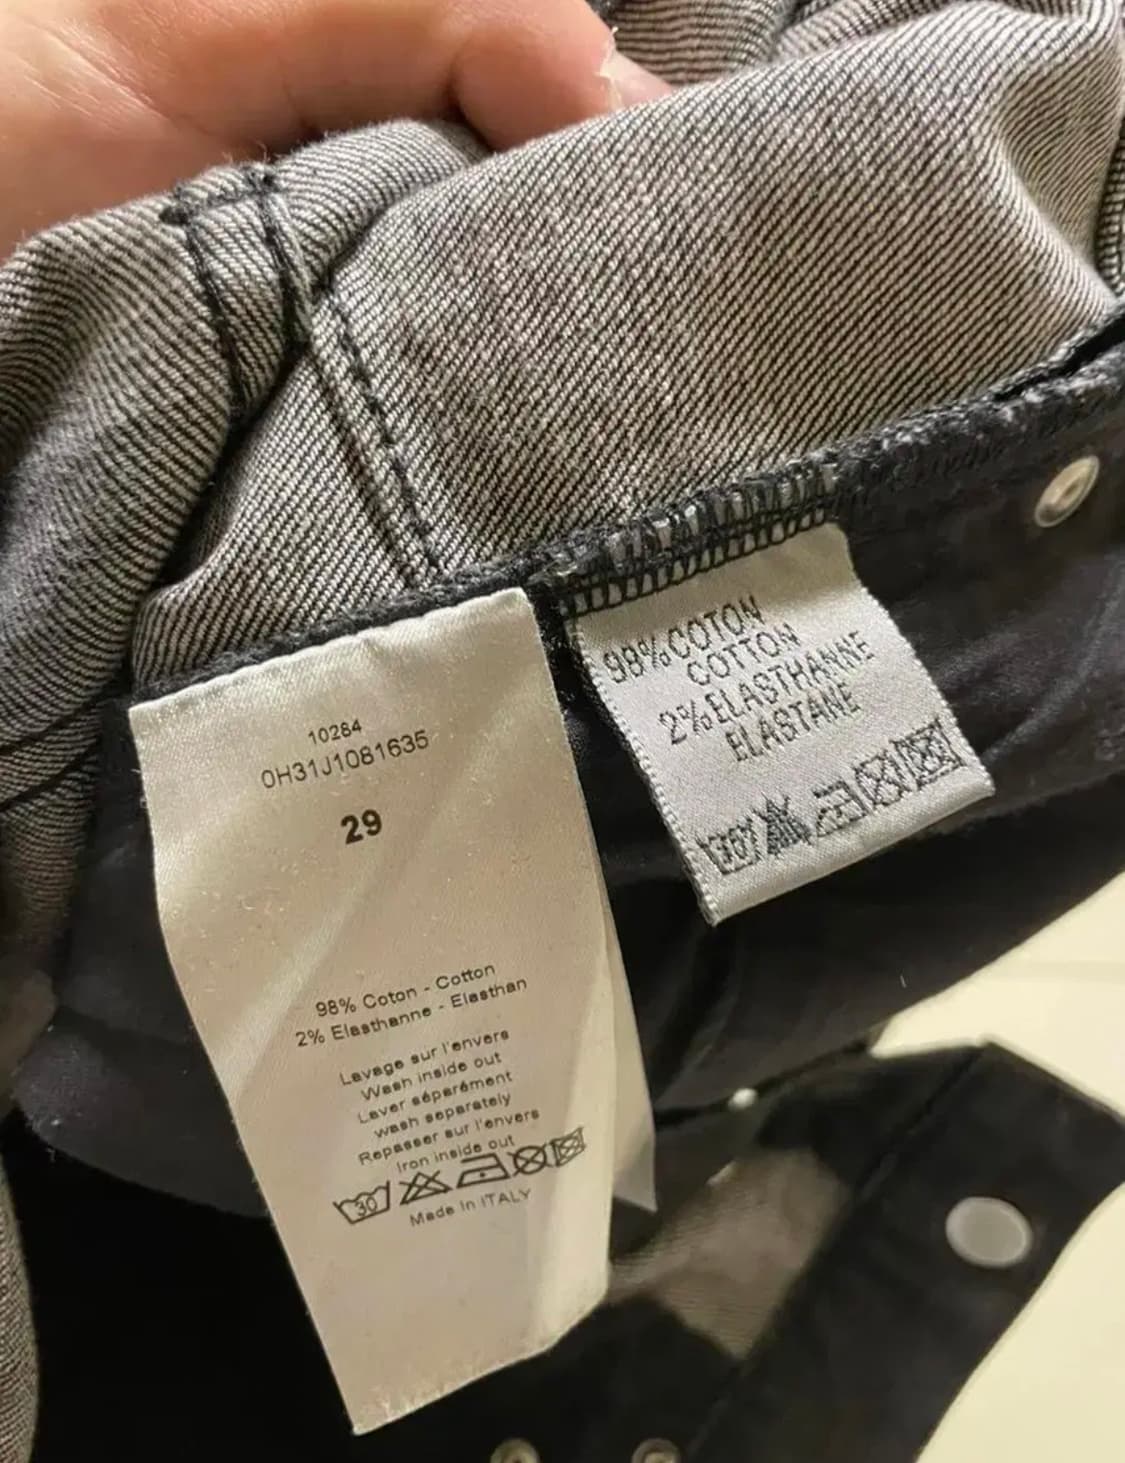 10284
0H31J1081635
29
98% Coton - Cotton
2% Elasthanne - Elasthan
Lavage sur l'envers
Wash inside out
Laver séparément
wash separately
Repasser sur l'envers
Iron inside out
30
Made in ITALY
98% COTON
COTTON
2% ELASTHANNE
ELASTANE
30